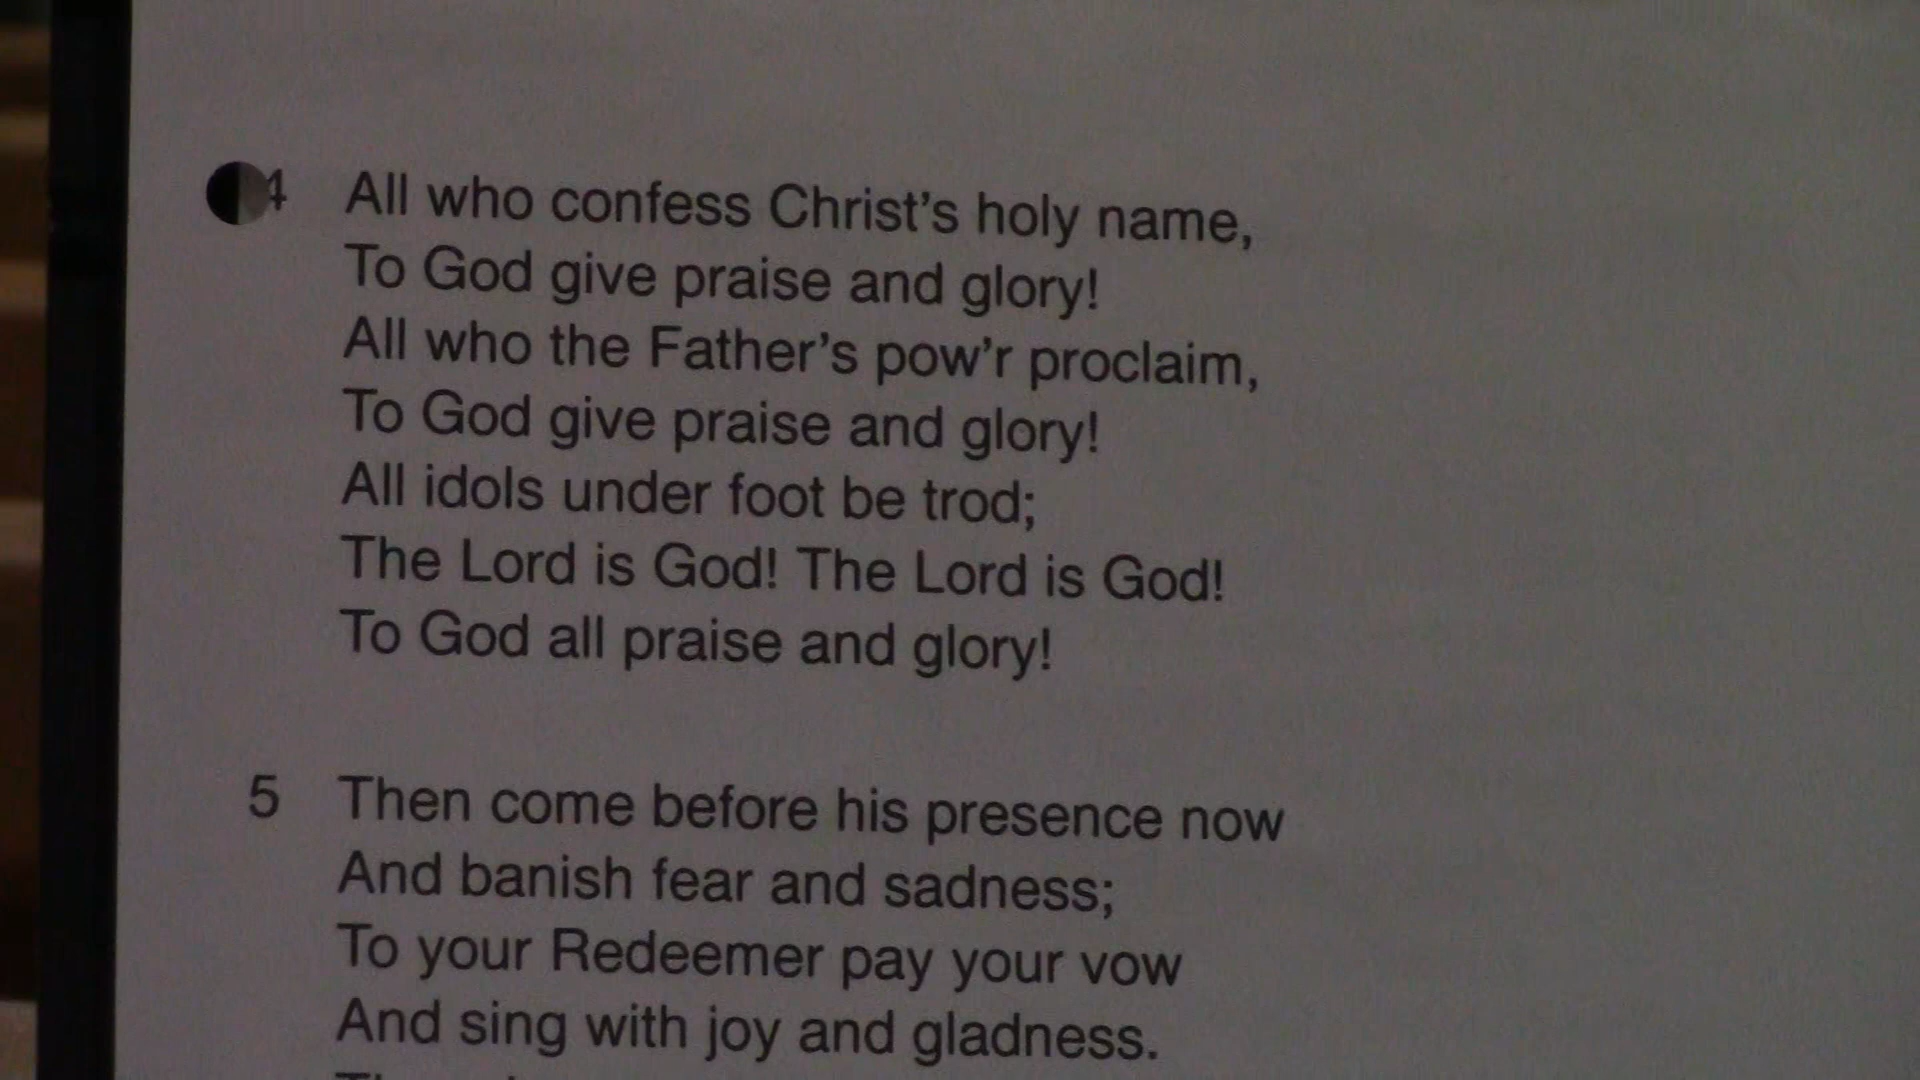 4 All who confess Christ's holy name,
To God give praise and glory!
All who the Father's pow'r proclaim,
To God give praise and glory!
All idols under foot be trod;
The Lord is God! The Lord is God!
To God all praise and glory!
5 Then come before his presence now
And banish fear and sadness;
To your Redeemer pay your vow
And sing with joy and gladness.